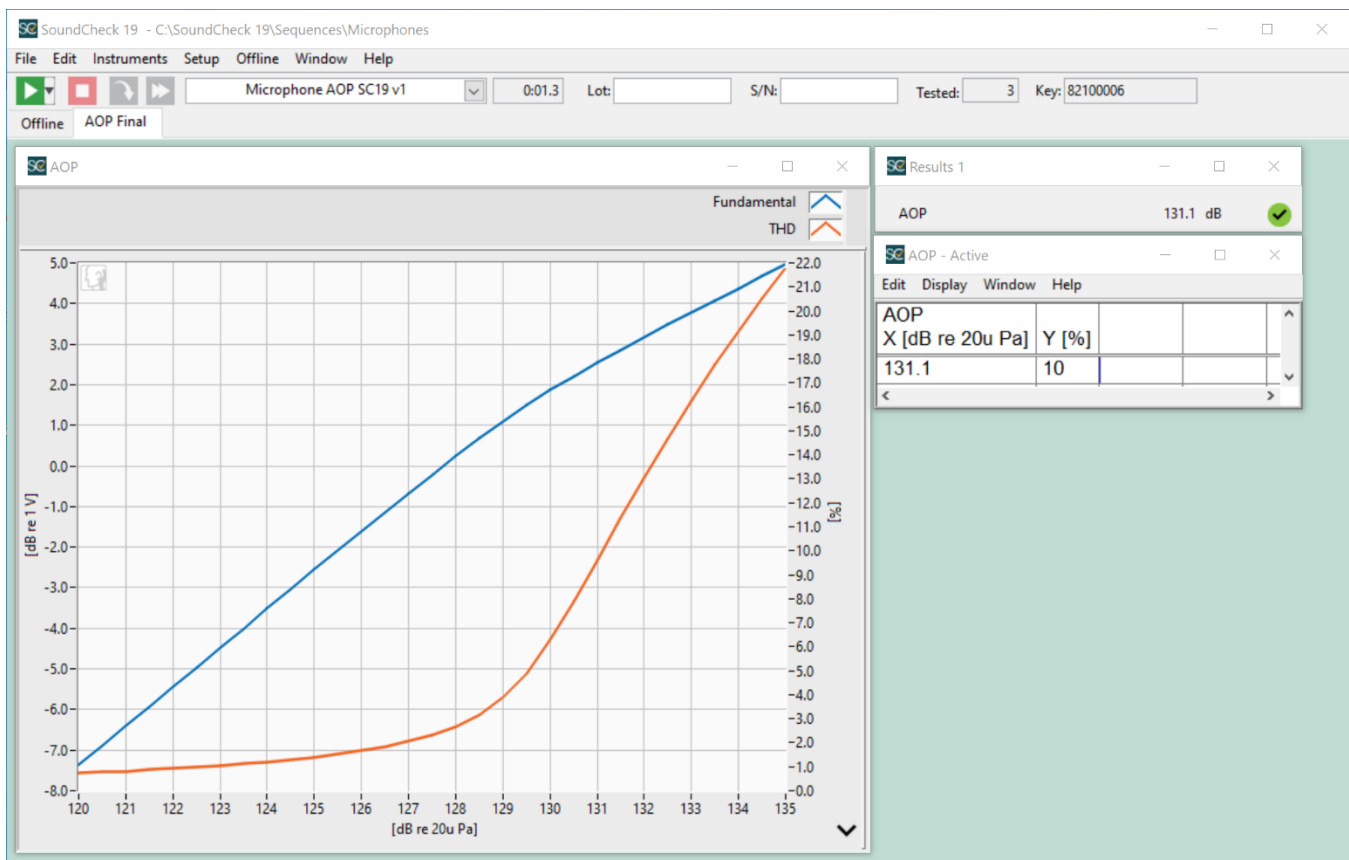 SC SoundCheck 19 - C:\SoundCheck 19\Sequences\Microphones
File Edit Instruments Setup Offline Window Help
Microphone AOP SC19 v1 0:01.3 Lot: S/N: Tested: 3 Key: 82100006
Offline AOP Final
SC AOP
Fundamental
THD
5.0
4.0
3.0
2.0
1.0
0.0
-1.0
-2.0
-3.0
-4.0
-5.0
-6.0
-7.0
-8.0
[dB re 1 V]
22.0
21.0
20.0
19.0
18.0
17.0
16.0
15.0
14.0
13.0
12.0
11.0
10.0
9.0
8.0
7.0
6.0
5.0
4.0
3.0
2.0
1.0
0.0
[%]
120 121 122 123 124 125 126 127 128 129 130 131 132 133 134 135
[dB re 20u Pa]
SC Results 1
AOP 131.1 dB
SC AOP - Active
Edit Display Window Help
AOP
X [dB re 20u Pa] Y [%]
131.1 10